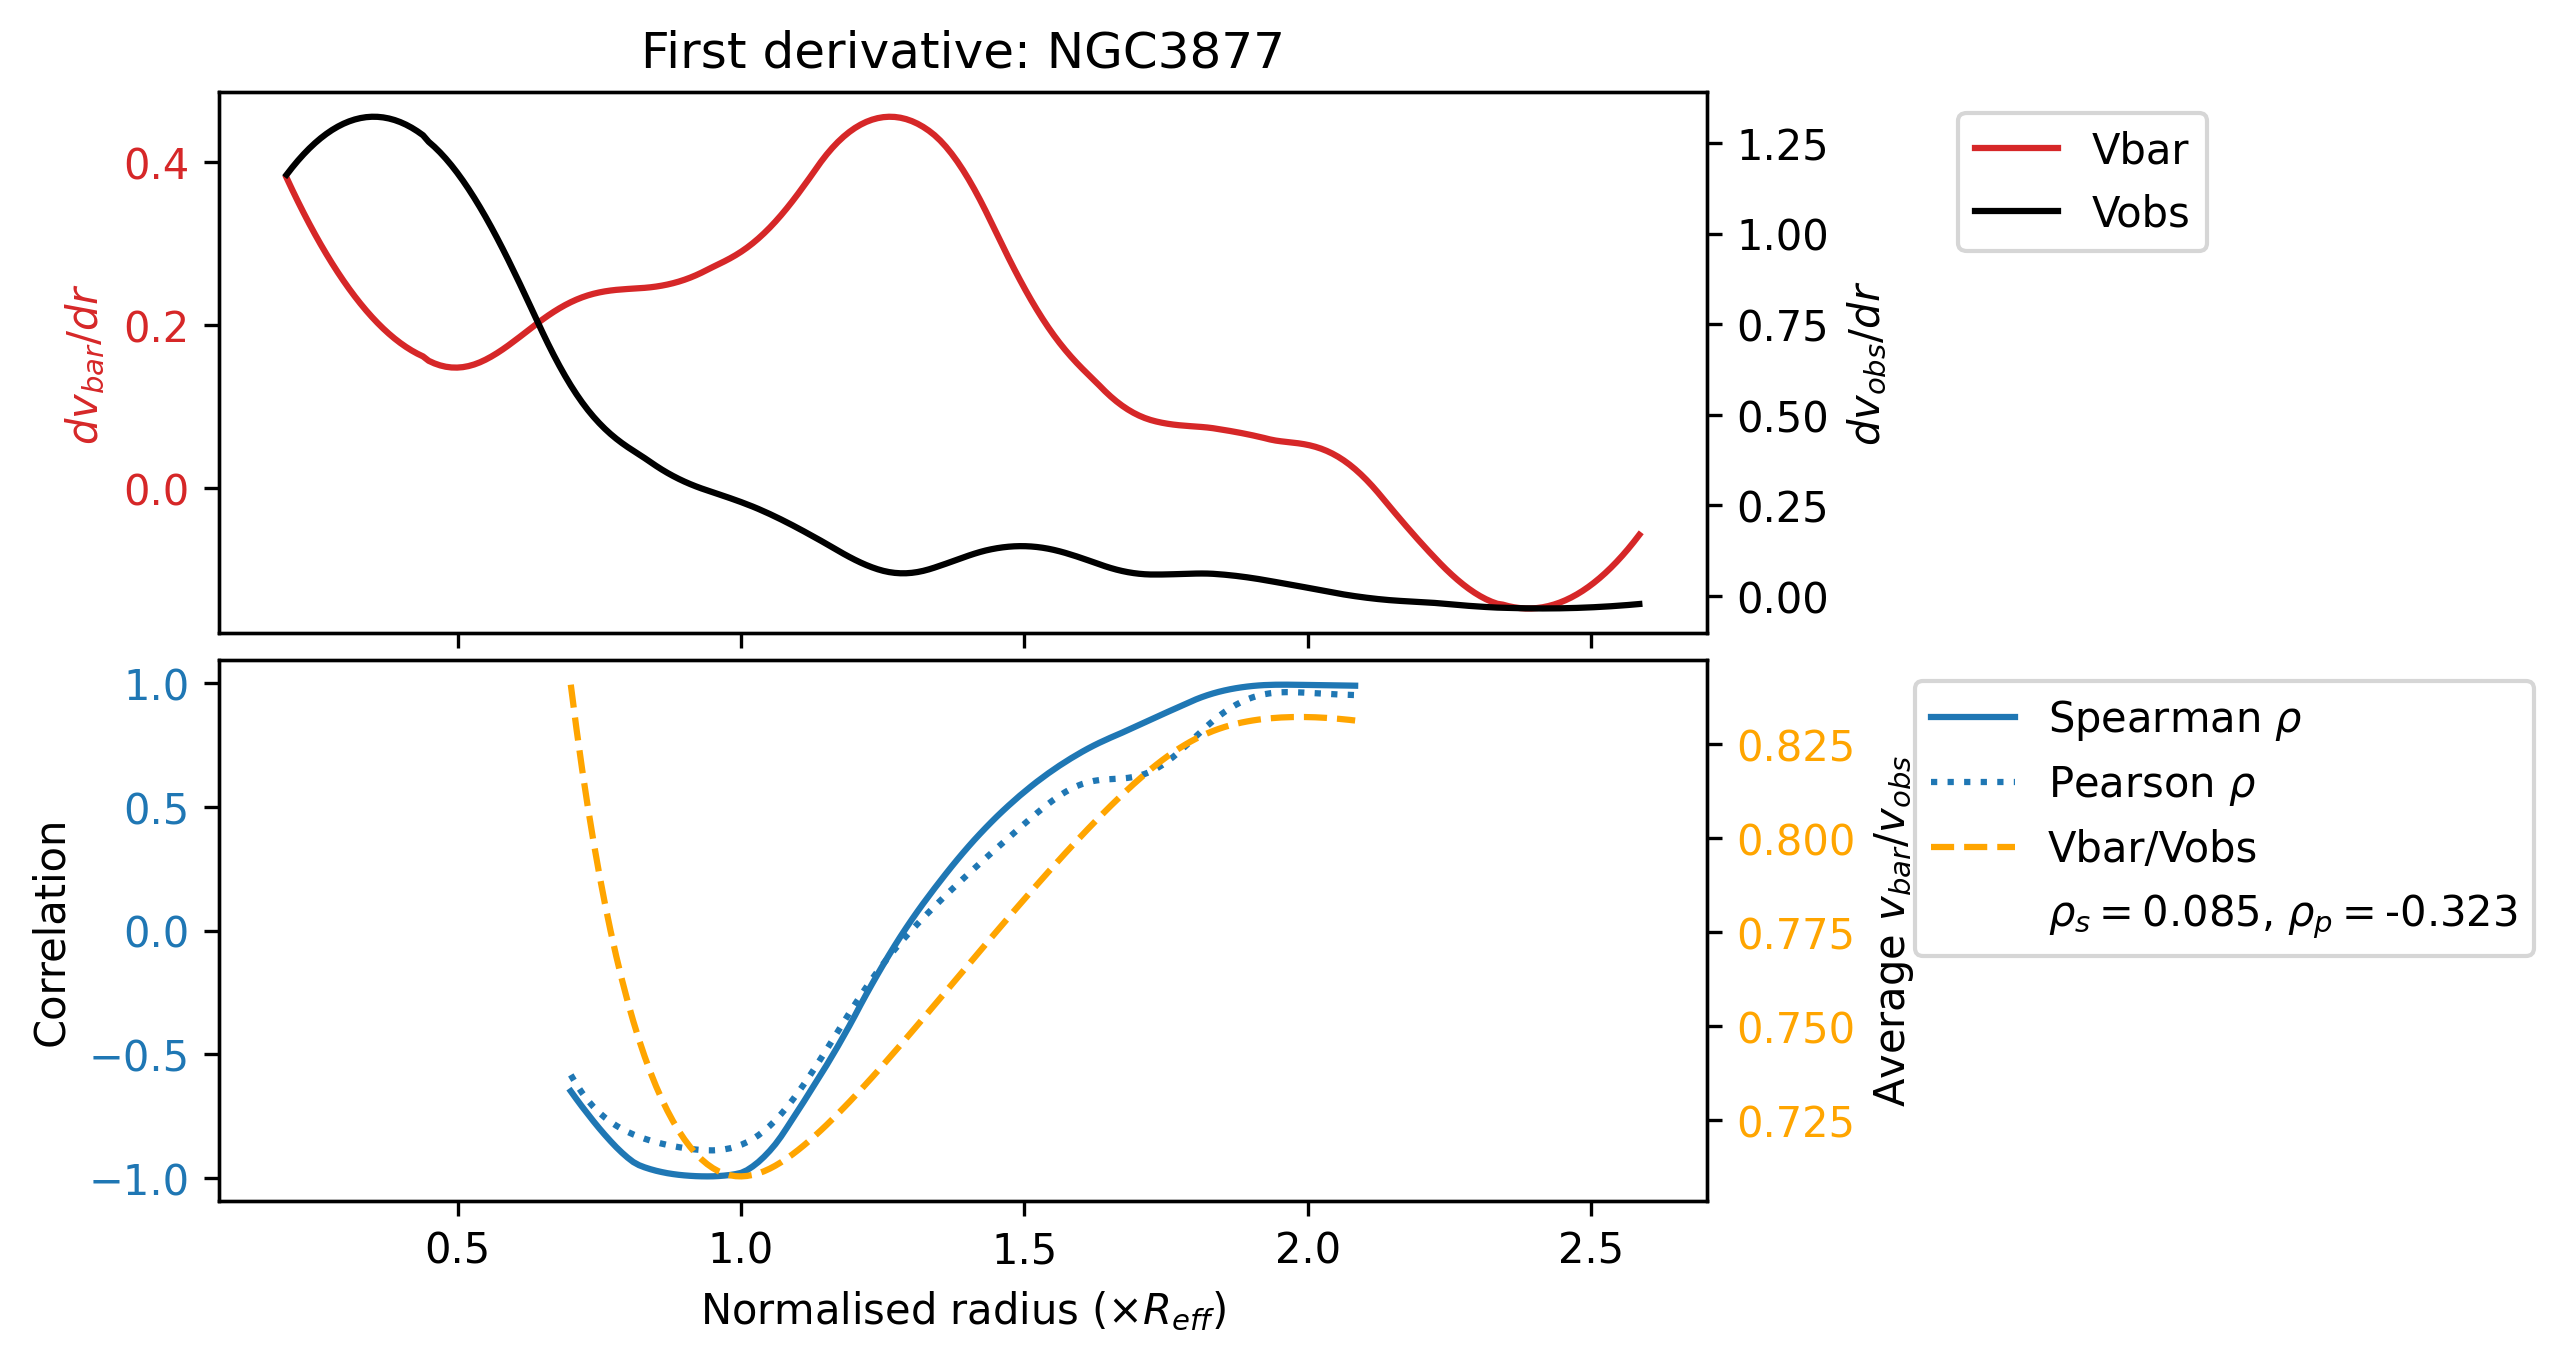 First derivative: NGC3877
0.4
0.2
0.0
dv_bar/dr
1.25
1.00
0.75
0.50
0.25
0.00
dv_obs/dr
Vbar
Vobs
1.0
0.5
0.0
−0.5
−1.0
Correlation
0.825
0.800
0.775
0.750
0.725
Average v_bar/v_obs
Spearman ρ
Pearson ρ
Vbar/Vobs
ρ_s = 0.085, ρ_p = -0.323
0.5 1.0 1.5 2.0 2.5
Normalised radius (×R_eff)